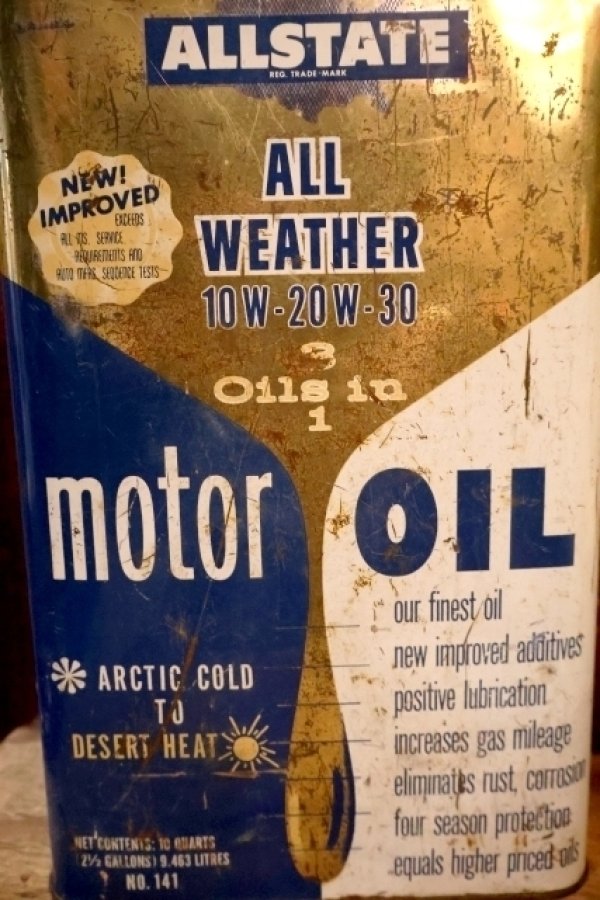 ALLSTATE
REG. TRADE-MARK
ALL
WEATHER
10W-20W-30
NEW!
IMPROVED
EXCEEDS
ALL MS. SERVICE
REQUIREMENTS AND
AUTO MFRS. SEQUENCE TESTS
3
Oils in
1
motor OIL
our finest oil
new improved additives
positive lubrication
increases gas mileage
eliminates rust, corrosion
four season protection
equals higher priced oils
ARCTIC COLD
TO
DESERT HEAT
NET CONTENTS: 10 QUARTS
(2½ GALLONS) 9.463 LITRES
NO. 141